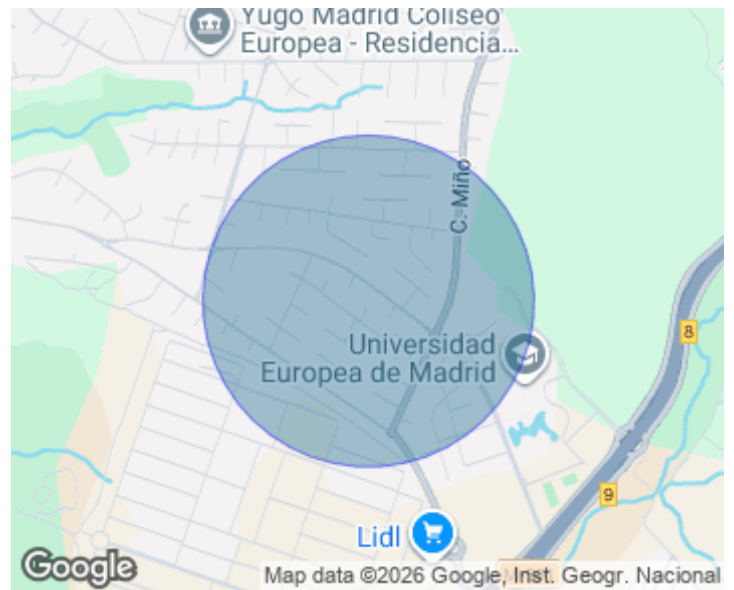 Yugo Madrid Coliseo
Europea - Residencia...
C. Miño
8
Universidad
Europea de Madrid
9
Lidl
Google
Map data ©2026 Google, Inst. Geogr. Nacional